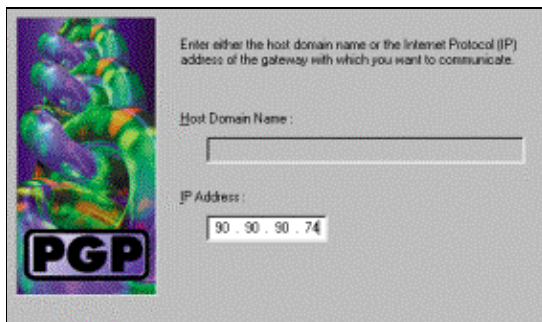 Enter either the host domain name or the Internet Protocol (IP)
address of the gateway with which you want to communicate.
Host Domain Name :
IP Address :
90 . 90 . 90 . 74
PGP